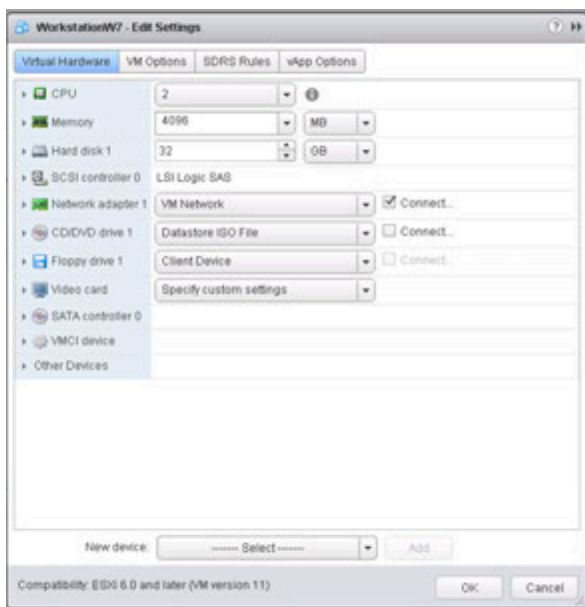 WorkstationW7 - Edit Settings
Virtual Hardware VM Options SDRS Rules vApp Options
CPU 2
Memory 4096 MB
Hard disk 1 32 GB
SCSI controller 0 LSI Logic SAS
Network adapter 1 VM Network Connect..
CD/DVD drive 1 Datastore ISO File Connect..
Floppy drive 1 Client Device Connect..
Video card Specify custom settings
SATA controller 0
VMCI device
Other Devices
New device: ------- Select ------- Add
Compatibility: ESXi 6.0 and later (VM version 11) OK Cancel